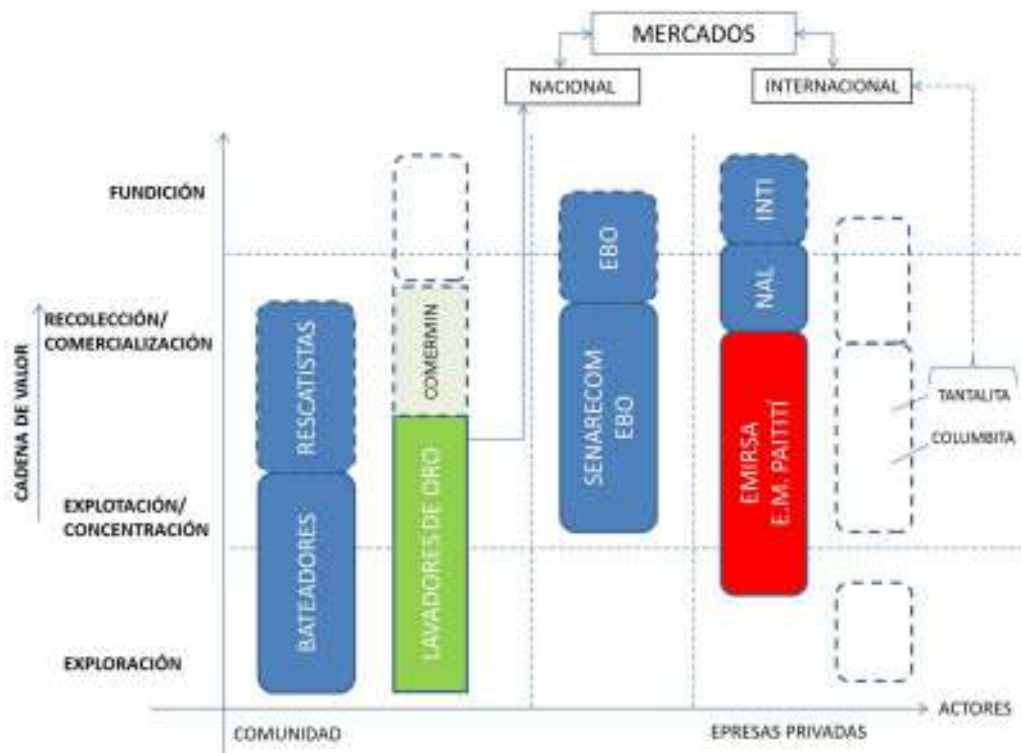 MERCADOS
NACIONAL
INTERNACIONAL
FUNDICIÓN
RECOLECCIÓN/
COMERCIALIZACIÓN
CADENA DE VALOR
EXPLOTACIÓN/
CONCENTRACIÓN
EXPLORACIÓN
RESCATISTAS
BATEADORES
COMERMIN
LAVADORES DE ORO
EBO
SENARECOM
EBO
INTI
NAL
EMIRSA
E.M. PAITITÍ
TANTALITA
COLUMBITA
ACTORES
COMUNIDAD
EPRESAS PRIVADAS